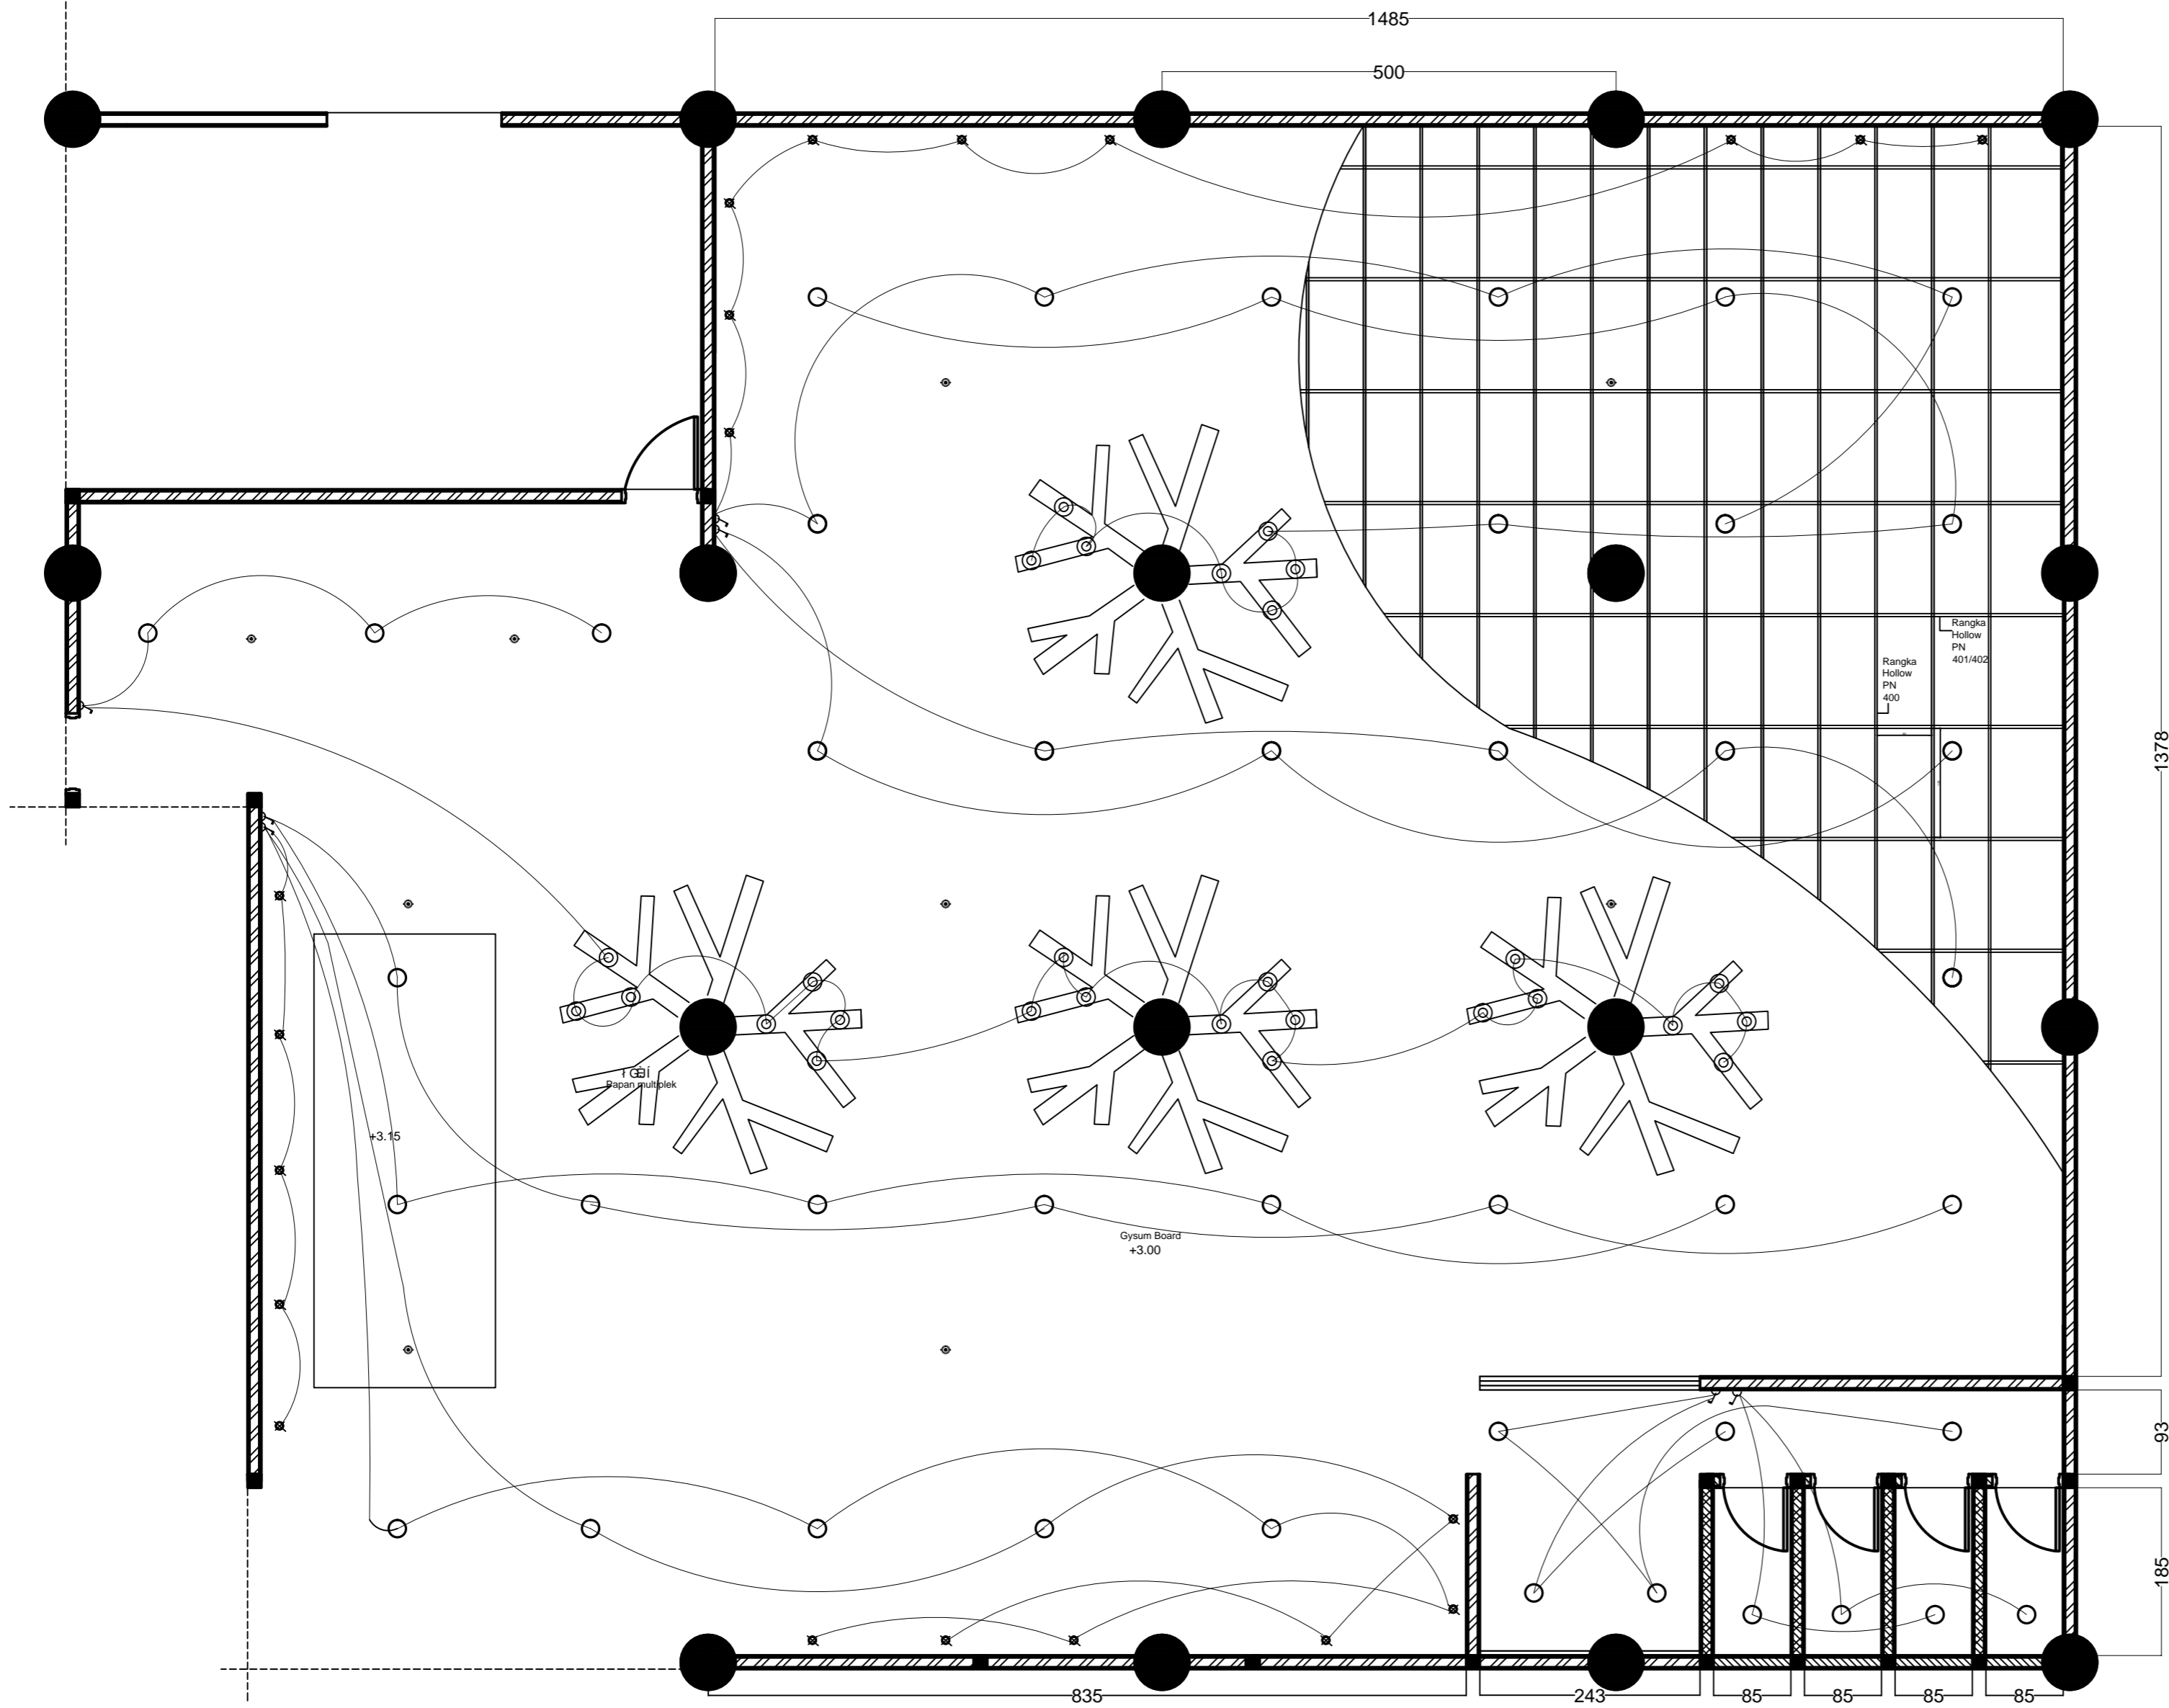 1485
500
Rangka
Hollow
PN
401/402
Rangka
Hollow
PN
400
1378
Papan multiplek
+3.15
Gysum Board
+3.00
93
185
835
243
85
85
85
85